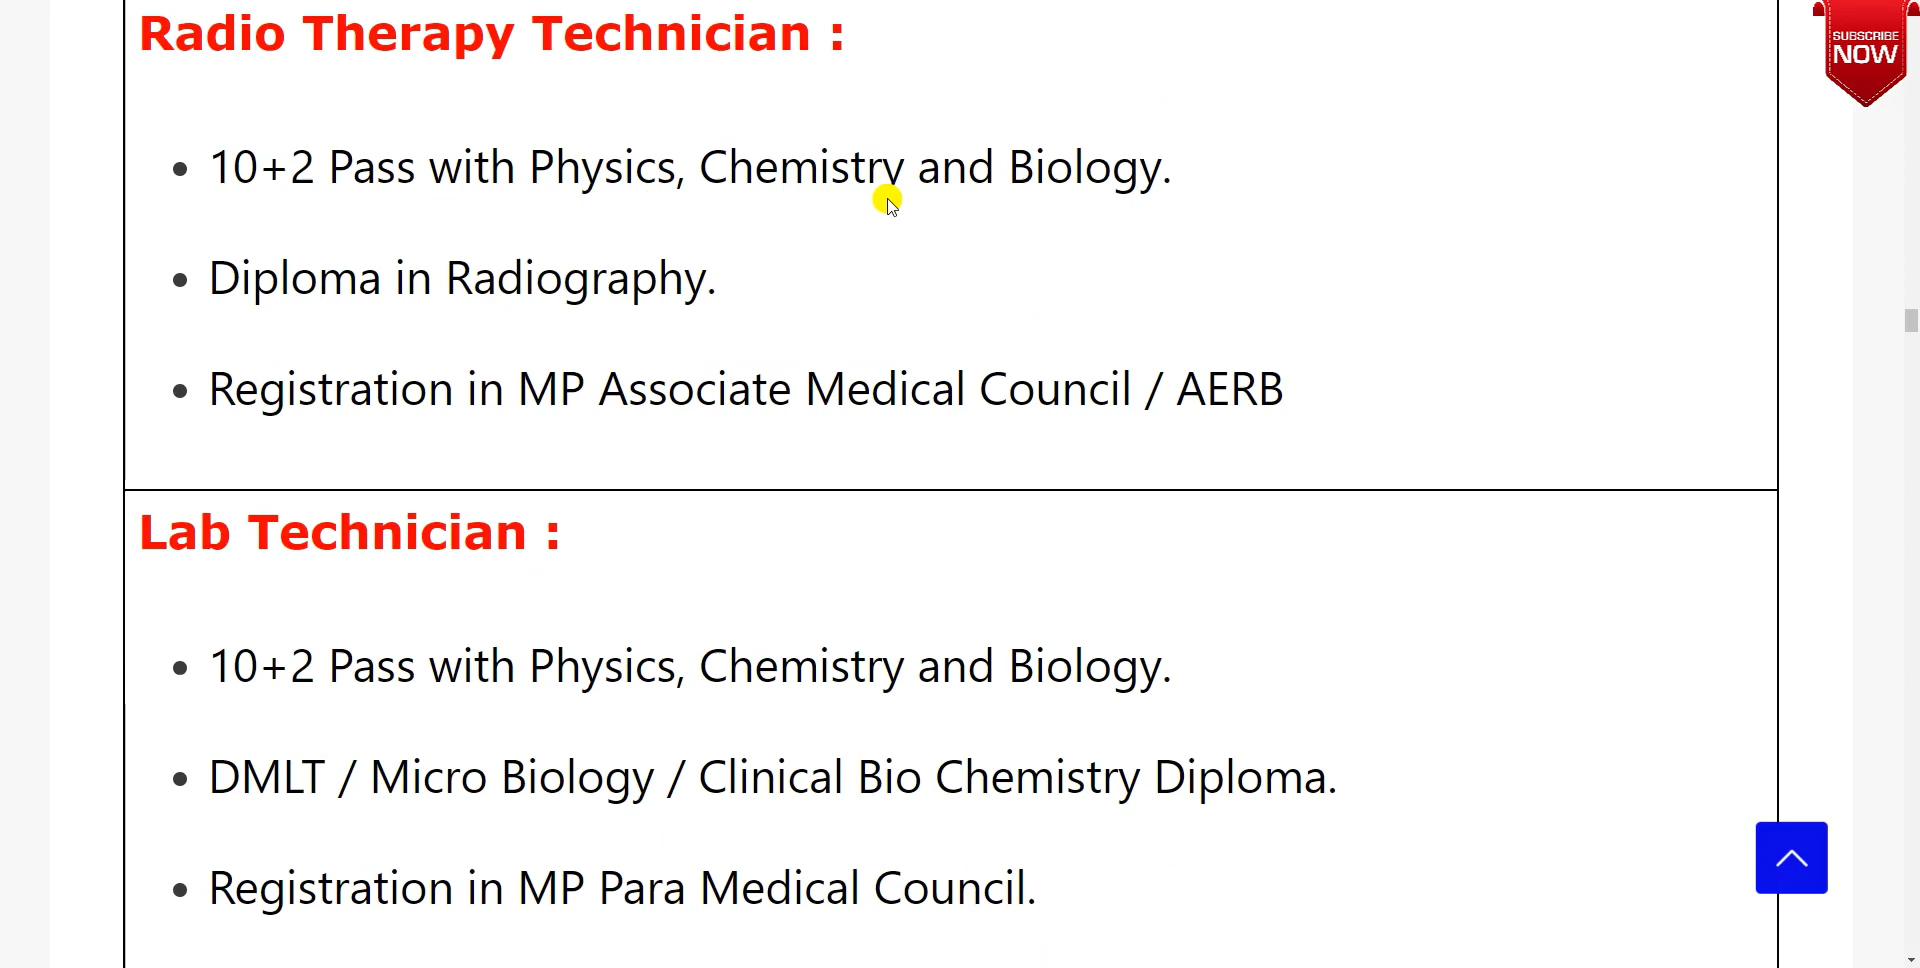 Radio Therapy Technician :
SUBSCRIBE
NOW
10+2 Pass with Physics, Chemistry and Biology.
Diploma in Radiography.
Registration in MP Associate Medical Council / AERB
Lab Technician :
10+2 Pass with Physics, Chemistry and Biology.
DMLT / Micro Biology / Clinical Bio Chemistry Diploma.
Registration in MP Para Medical Council.